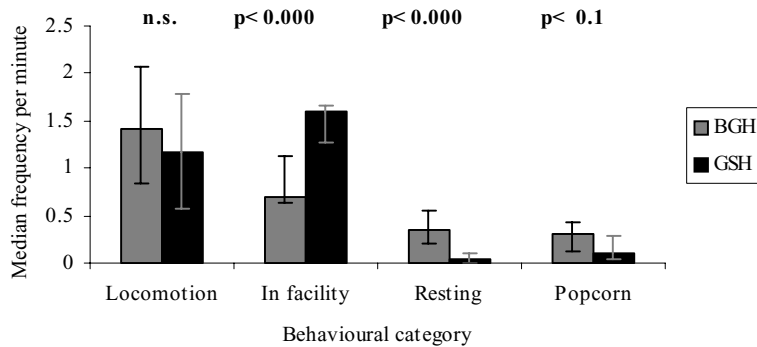 n.s. p< 0.000 p< 0.000 p< 0.1
2.5
2
1.5
1
0.5
0
Median frequency per minute
Locomotion In facility Resting Popcorn
Behavioural category
BGH
GSH